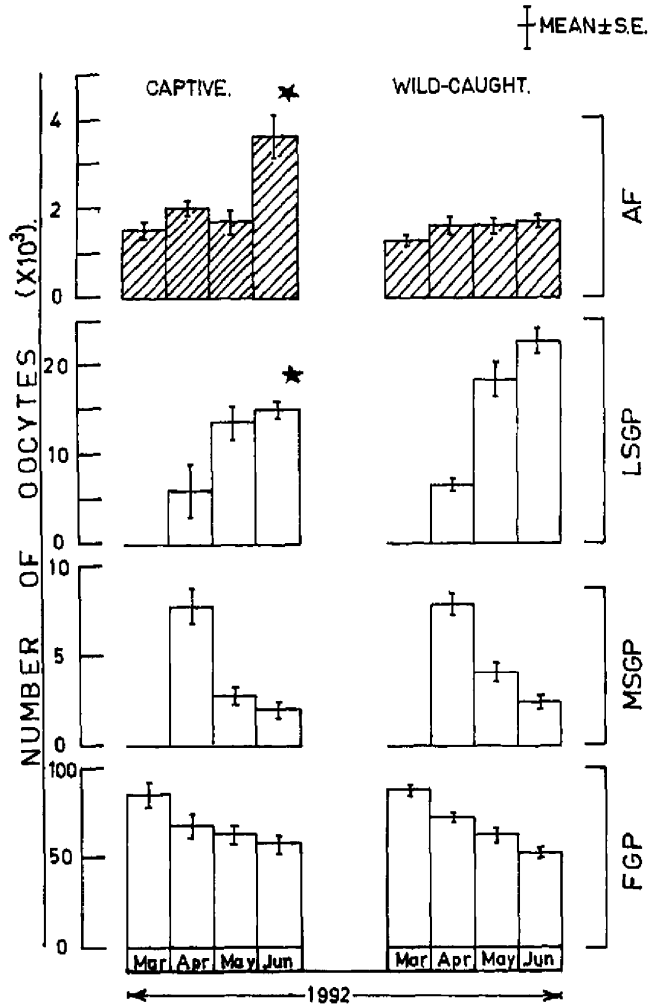 MEAN±S.E.
CAPTIVE.
WILD-CAUGHT.
NUMBER OF OOCYTES (X10³).
4
2
0
AF
20
10
0
LSGP
10
5
0
MSGP
100
50
0
FGP
Mar Apr May Jun
Mar Apr May Jun
1992